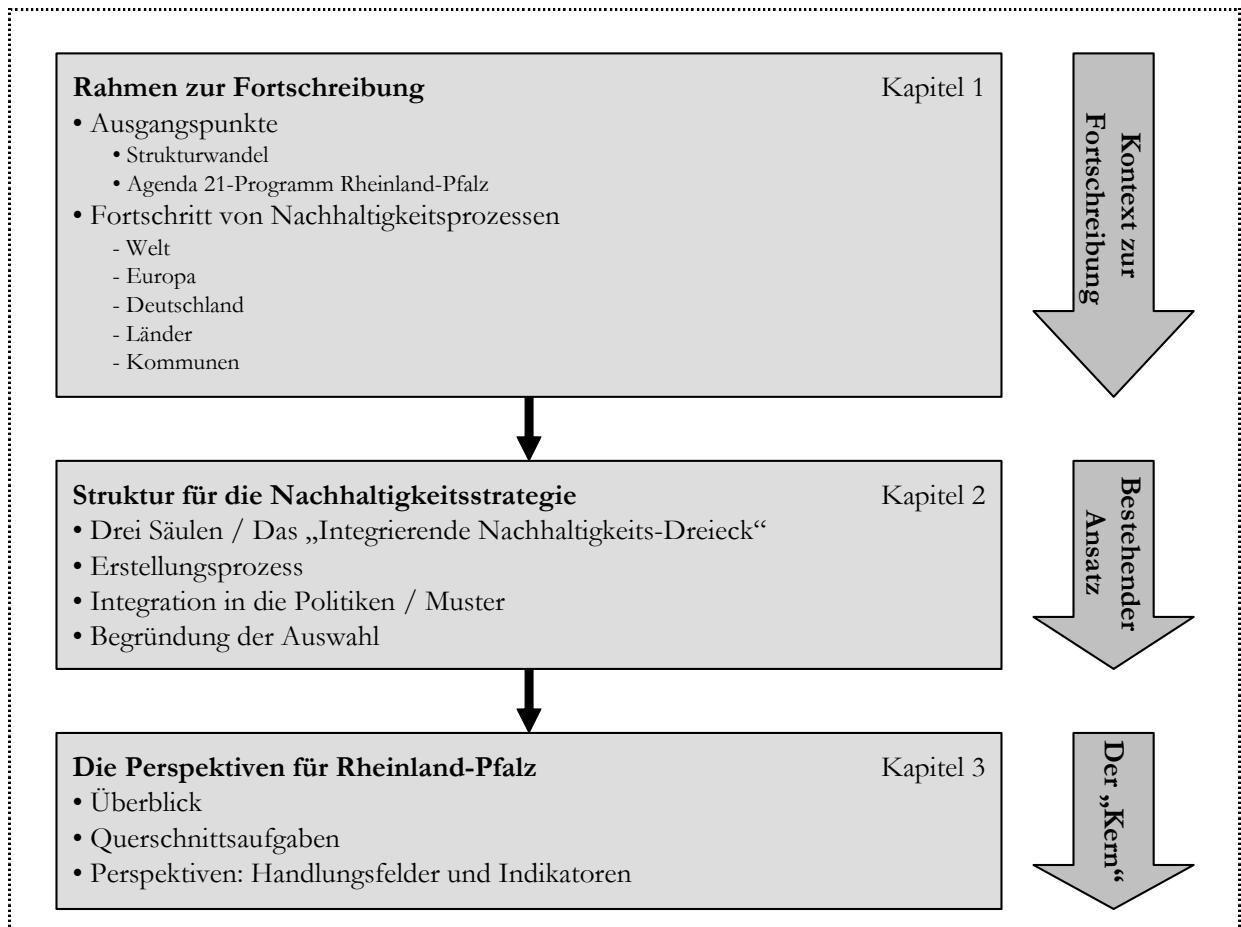 Rahmen zur Fortschreibung Kapitel 1
• Ausgangspunkte
• Strukturwandel
• Agenda 21-Programm Rheinland-Pfalz
• Fortschritt von Nachhaltigkeitsprozessen
- Welt
- Europa
- Deutschland
- Länder
- Kommunen
Kontext zur
Fortschreibung
Struktur für die Nachhaltigkeitsstrategie Kapitel 2
• Drei Säulen / Das „Integrierende Nachhaltigkeits-Dreieck“
• Erstellungsprozess
• Integration in die Politiken / Muster
• Begründung der Auswahl
Bestehender
Ansatz
Die Perspektiven für Rheinland-Pfalz Kapitel 3
• Überblick
• Querschnittsaufgaben
• Perspektiven: Handlungsfelder und Indikatoren
Der „Kern“